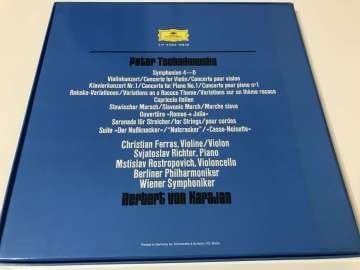 Peter Tschaikowsky
Symphonien 4—6
Violinkonzert/Concerto for Violin/Concerto pour violon
Klavierkonzert Nr.1/Concerto for Piano No.1/Concerto pour piano n°1
Rokoko-Variationen/Variations on a Rococo Theme/Variations sur un thème rococo
Capriccio italien
Slawischer Marsch/Slavonic March/Marche slave
Ouvertüre »Romeo + Julia«
Serenade für Streicher/for Strings/pour cordes
Suite »Der Nußknacker«/"Nutcracker"/«Casse-Noisette»
Christian Ferras, Violine/Violon
Svjatoslav Richter, Piano
Mstislav Rostropovich, Violoncello
Berliner Philharmoniker
Wiener Symphoniker
Herbert von Karajan